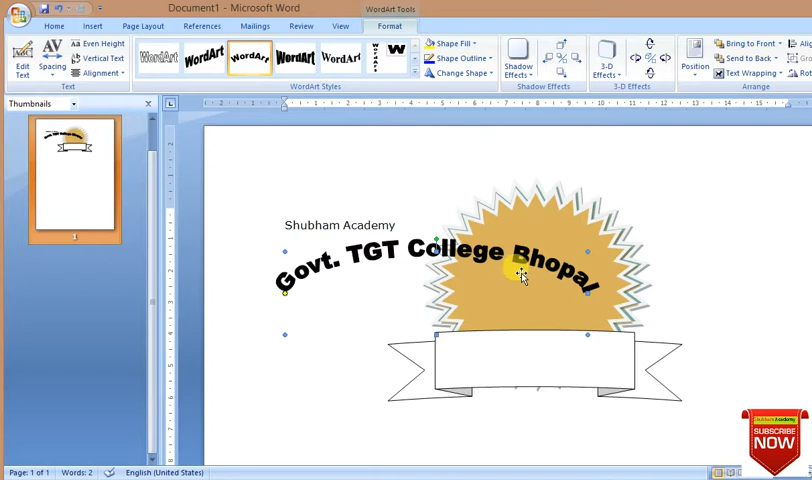 Document1 - Microsoft Word
WordArt Tools
Home Insert Page Layout References Mailings Review View Format
Edit Text
Spacing
Even Height
Vertical Text
Alignment
Text
WordArt WordArt WordArt WordArt WordArt
WordArt Styles
Shape Fill
Shape Outline
Change Shape
Shadow Effects
Shadow Effects
3-D Effects
3-D Effects
Position
Bring to Front
Send to Back
Text Wrapping
Arrange
Thumbnails
1
Shubham Academy
Govt. TGT College Bhopal
Shubham Academy
SUBSCRIBE
NOW
Page: 1 of 1 Words: 2 English (United States)